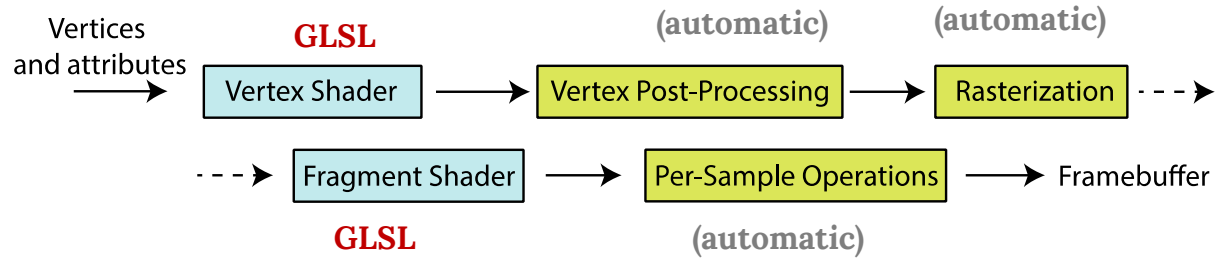 Vertices
and attributes
GLSL
(automatic)
(automatic)
Vertex Shader
Vertex Post-Processing
Rasterization
Fragment Shader
Per-Sample Operations
Framebuffer
GLSL
(automatic)